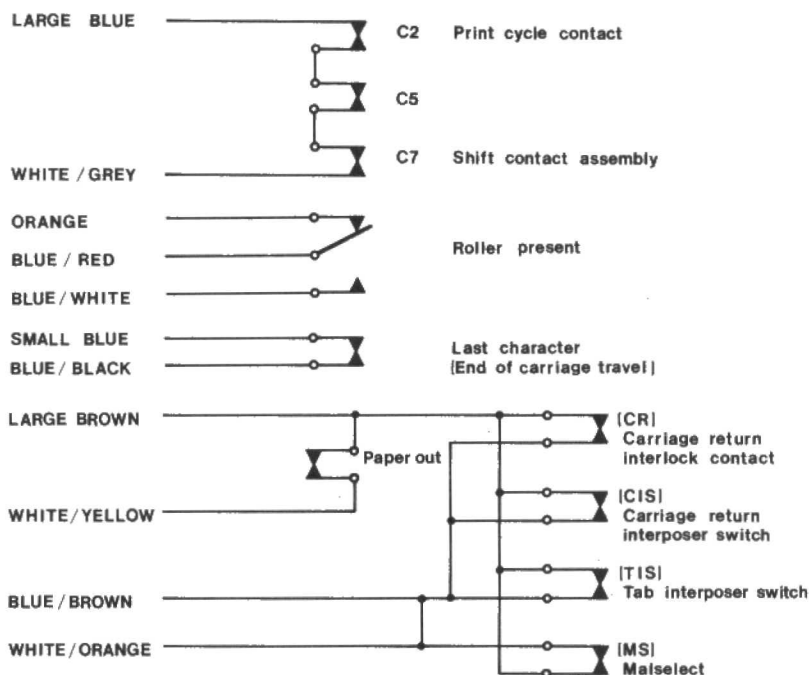 LARGE BLUE
C2 Print cycle contact
C5
C7 Shift contact assembly
WHITE / GREY
ORANGE
BLUE / RED
Roller present
BLUE / WHITE
SMALL BLUE
BLUE / BLACK
Last character
(End of carriage travel)
LARGE BROWN
Paper out
WHITE/YELLOW
BLUE/BROWN
WHITE/ORANGE
(CR)
Carriage return
interlock contact
(CIS)
Carriage return
interposer switch
(TIS)
Tab interposer switch
(MS)
Malselect